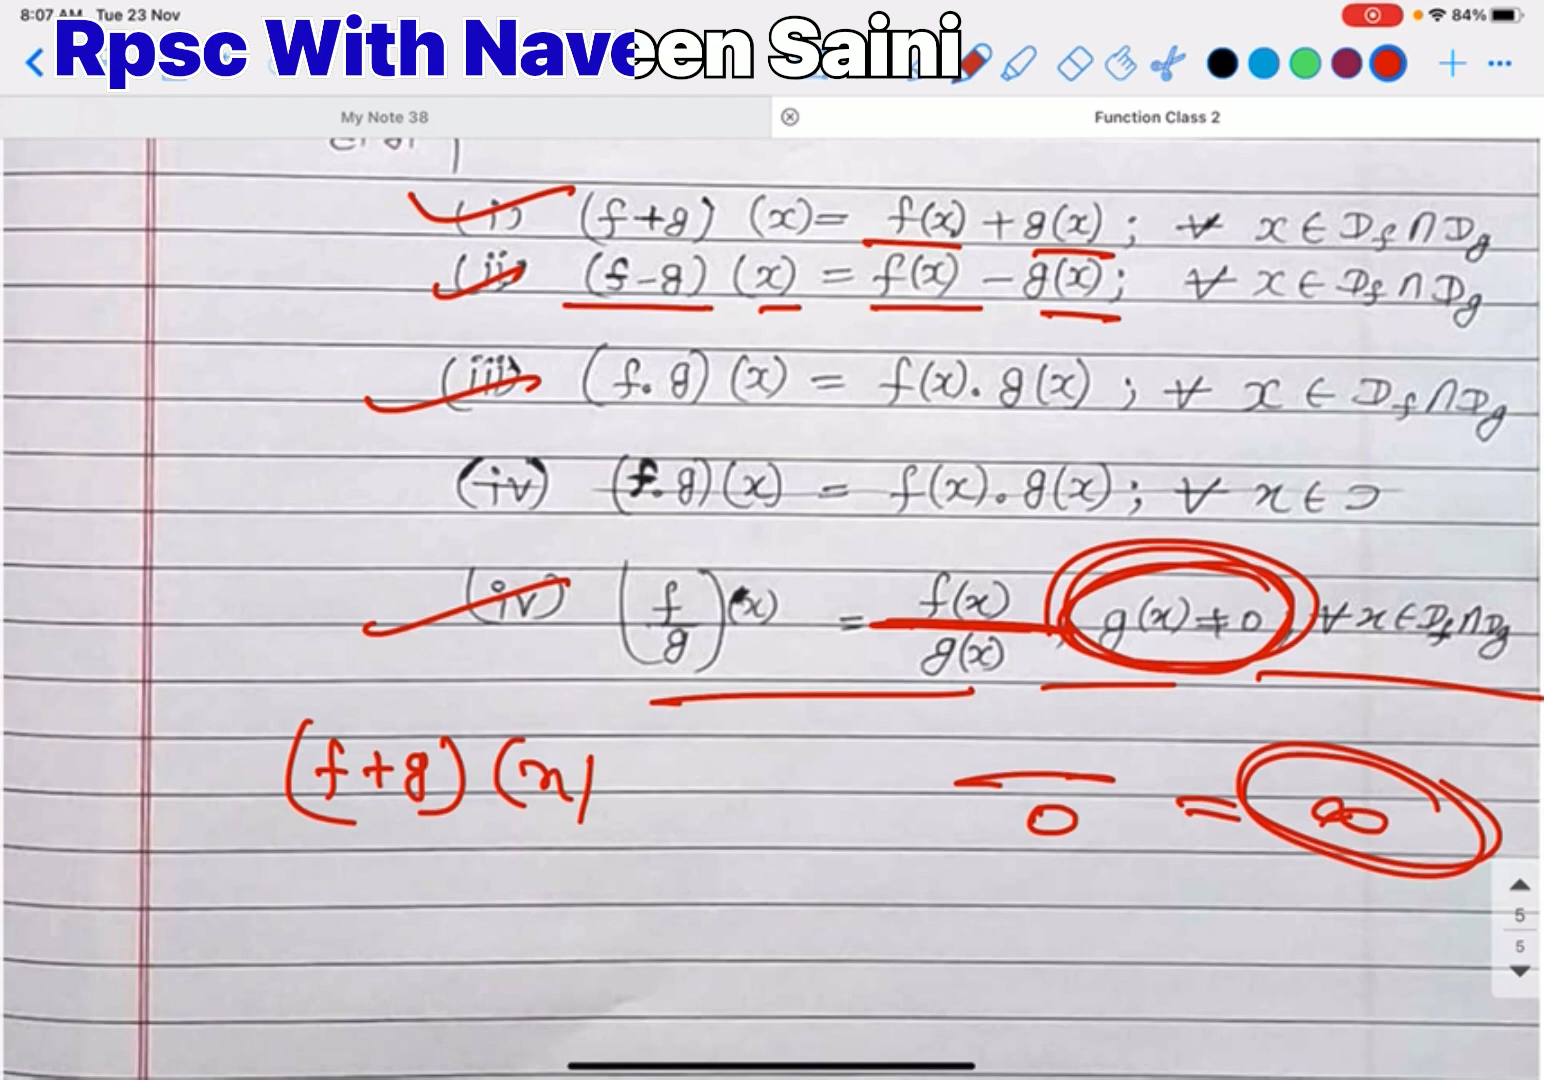 8:07 AM Tue 23 Nov
84%
Rpsc With Naveen Saini
My Note 38
Function Class 2
(i) (f+g) (x)= f(x) + g(x) ; ∀ x ∈ D_f ∩ D_g
(ii) (f-g) (x) = f(x) - g(x); ∀ x ∈ D_f ∩ D_g
(iii) (f. g) (x) = f(x). g(x) ; ∀ x ∈ D_f ∩ D_g
(iv) (f. g)(x) = f(x). g(x); ∀ x ∈
(iv) (f/g)(x) = f(x)/g(x), g(x) ≠ 0, ∀ x ∈ D_f ∩ D_g
(f+g) (x)
—/0 = ∞
5
5